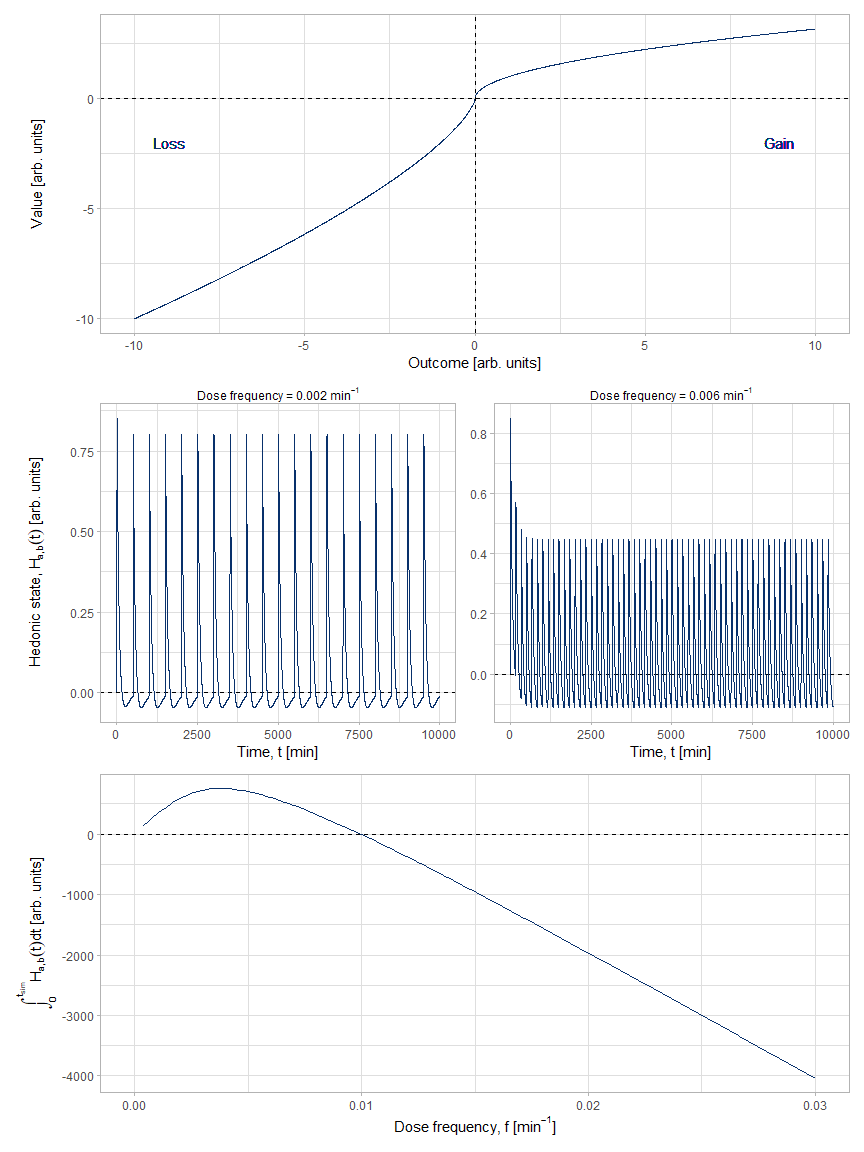 Value [arb. units]
0
-5
-10
Loss
Gain
-10 -5 0 5 10
Outcome [arb. units]
Dose frequency = 0.002 min⁻¹
Hedonic state, Hₐ,b(t) [arb. units]
0.75
0.50
0.25
0.00
0 2500 5000 7500 10000
Time, t [min]
Dose frequency = 0.006 min⁻¹
0.8
0.6
0.4
0.2
0.0
0 2500 5000 7500 10000
Time, t [min]
∫₀^tsim Hₐ,b(t)dt [arb. units]
0
-1000
-2000
-3000
-4000
0.00 0.01 0.02 0.03
Dose frequency, f [min⁻¹]